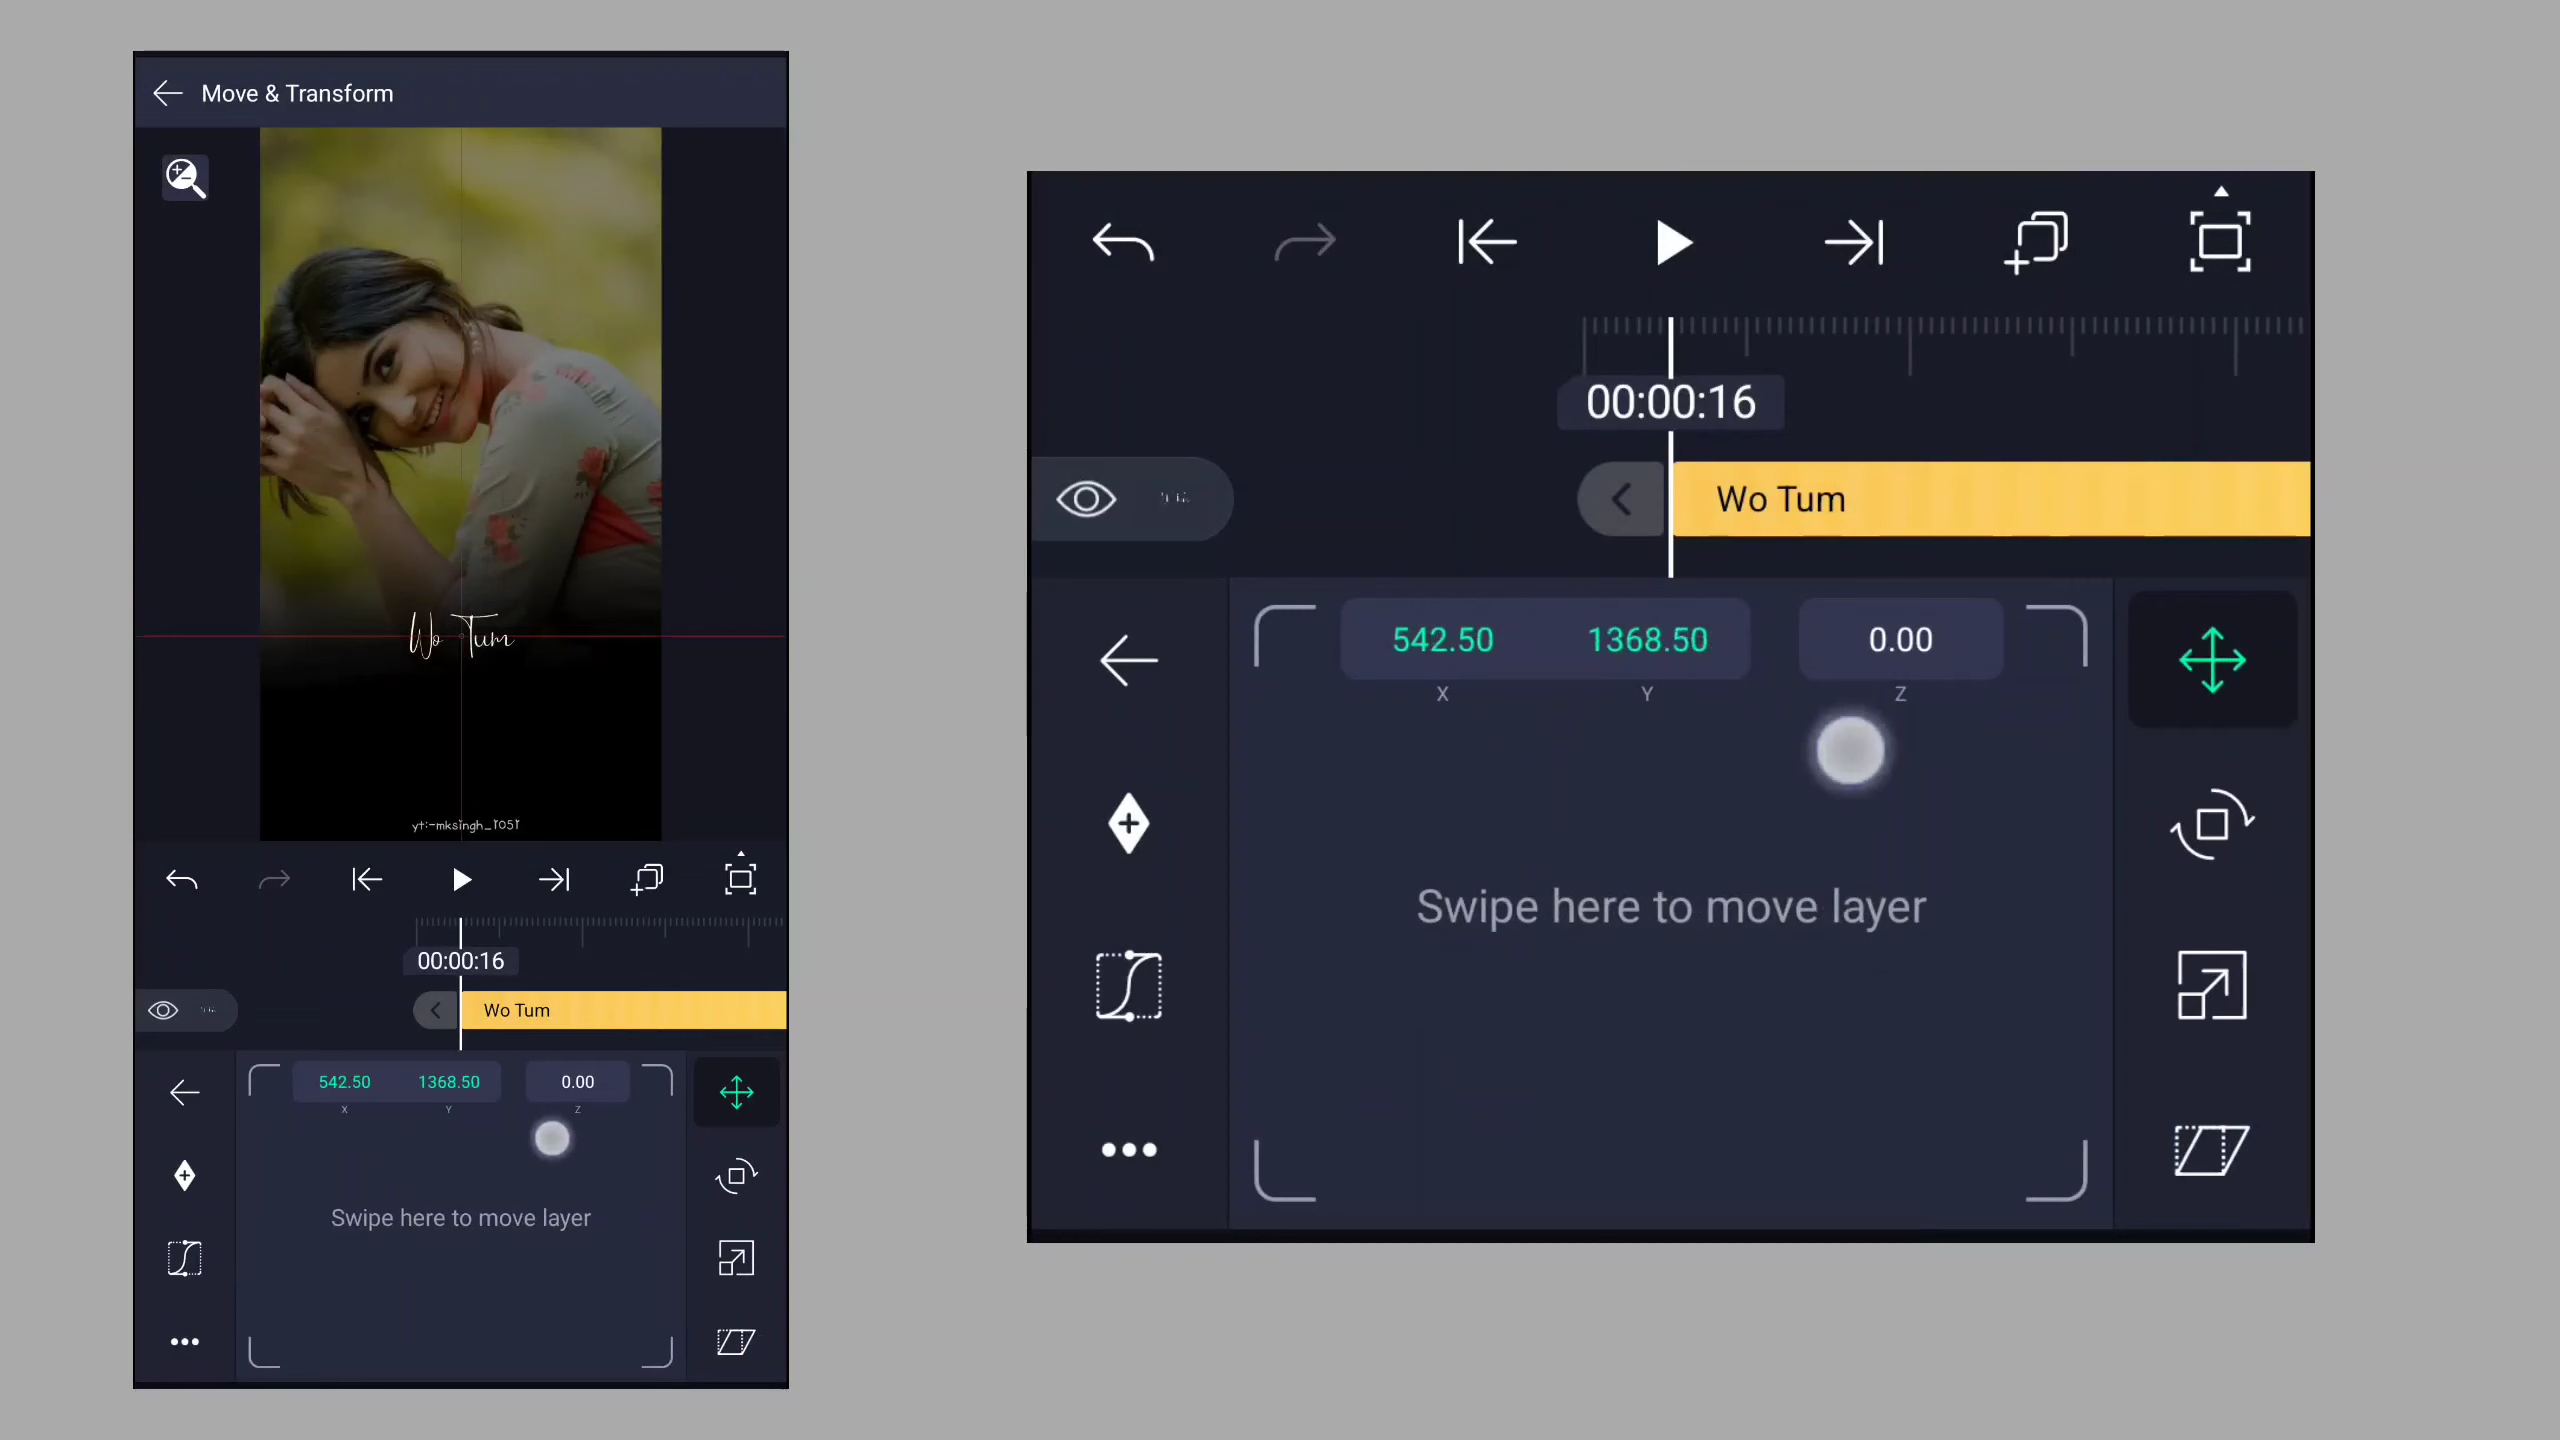 Move & Transform
Wo Tum
yt:-mksingh_1051
00:00:16
Wo Tum
542.50 1368.50 0.00
X Y Z
Swipe here to move layer
00:00:16
Wo Tum
542.50 1368.50 0.00
X Y Z
Swipe here to move layer